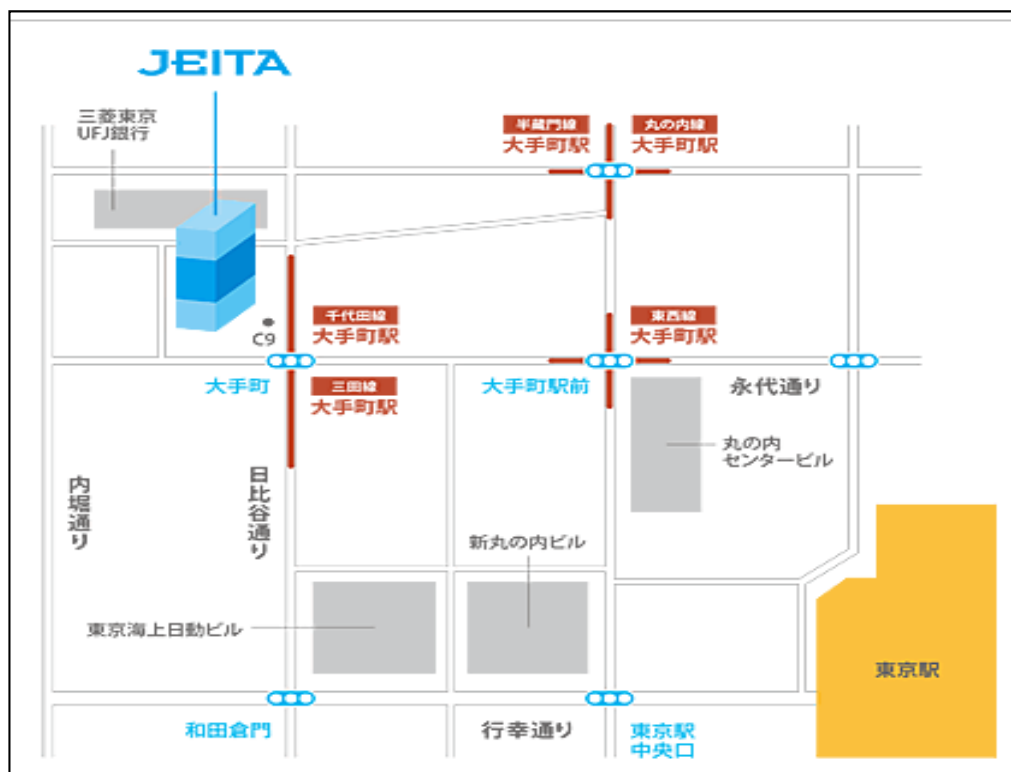 JEITA
三菱東京
UFJ銀行
半蔵門線
大手町駅
丸の内線
大手町駅
千代田線
大手町駅
東西線
大手町駅
C9
大手町
三田線
大手町駅
大手町駅前
永代通り
丸の内
センタービル
内堀通り
日比谷通り
新丸の内ビル
東京海上日動ビル
東京駅
和田倉門
行幸通り
東京駅
中央口